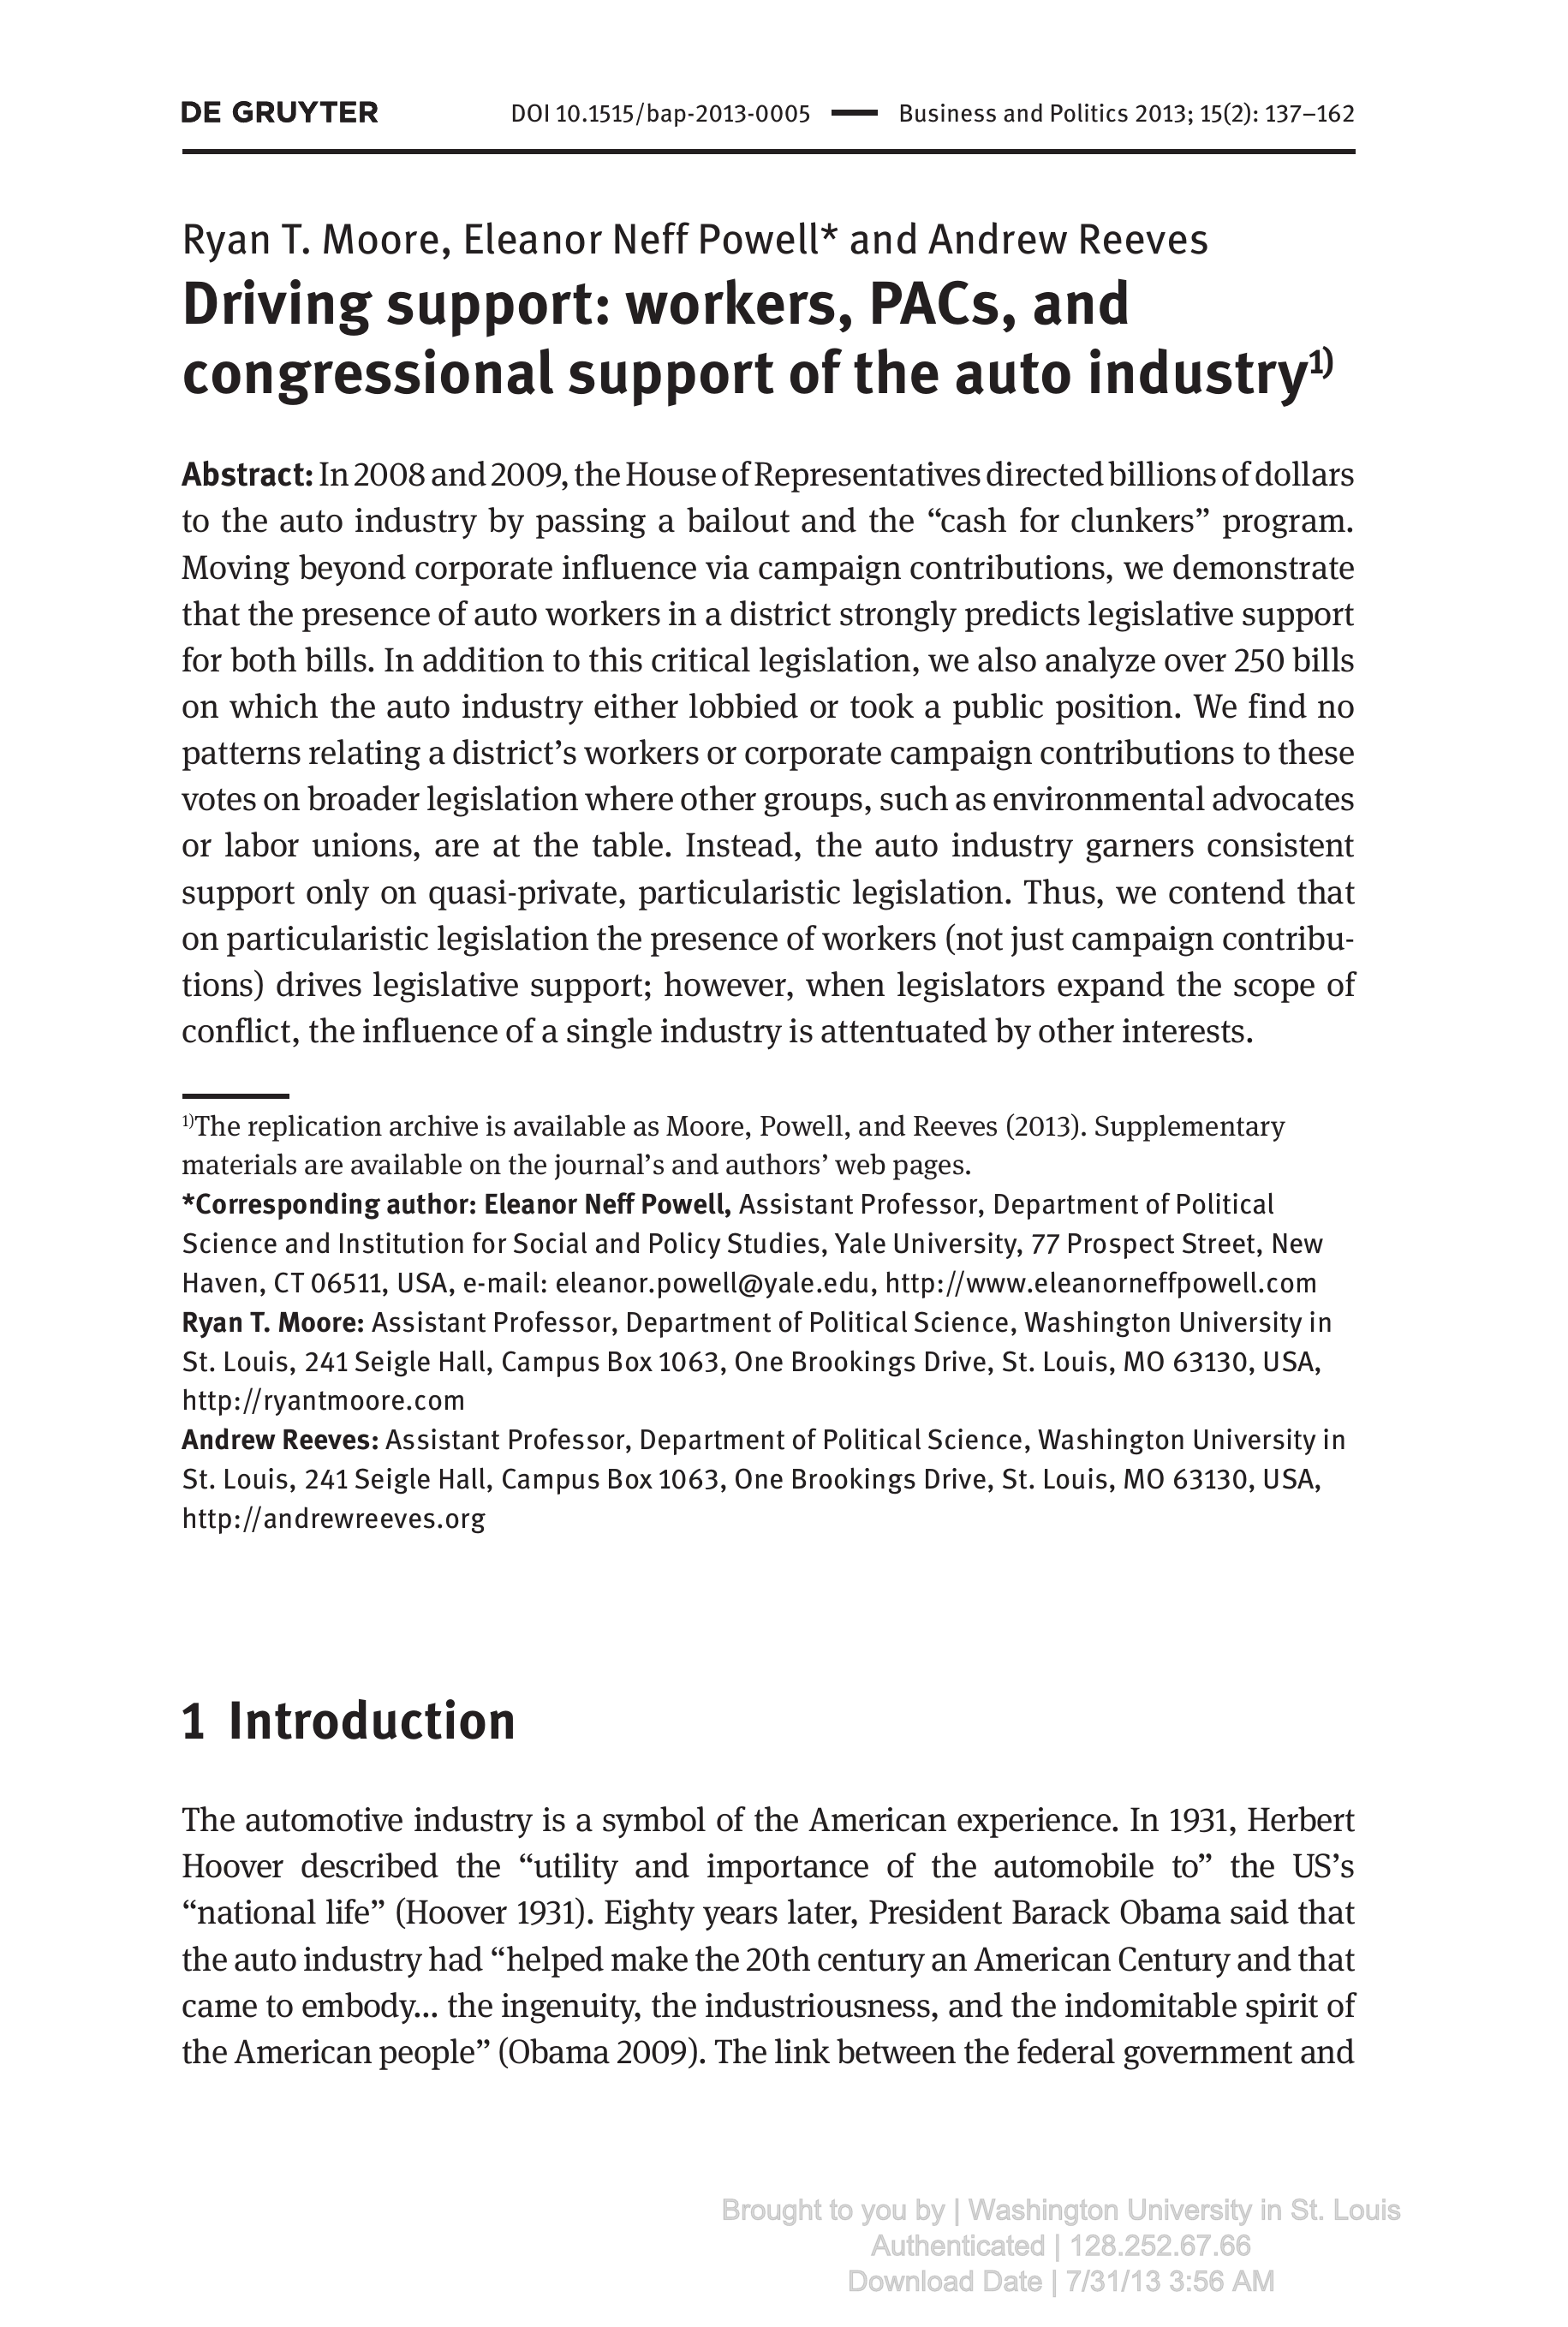 DE GRUYTER DOI 10.1515/bap-2013-0005 — Business and Politics 2013; 15(2): 137–162
Ryan T. Moore, Eleanor Neff Powell* and Andrew Reeves
Driving support: workers, PACs, and
congressional support of the auto industry1)
Abstract: In 2008 and 2009, the House of Representatives directed billions of dollars
to the auto industry by passing a bailout and the “cash for clunkers” program.
Moving beyond corporate influence via campaign contributions, we demonstrate
that the presence of auto workers in a district strongly predicts legislative support
for both bills. In addition to this critical legislation, we also analyze over 250 bills
on which the auto industry either lobbied or took a public position. We find no
patterns relating a district’s workers or corporate campaign contributions to these
votes on broader legislation where other groups, such as environmental advocates
or labor unions, are at the table. Instead, the auto industry garners consistent
support only on quasi-private, particularistic legislation. Thus, we contend that
on particularistic legislation the presence of workers (not just campaign contribu-
tions) drives legislative support; however, when legislators expand the scope of
conflict, the influence of a single industry is attentuated by other interests.
1)The replication archive is available as Moore, Powell, and Reeves (2013). Supplementary
materials are available on the journal’s and authors’ web pages.
*Corresponding author: Eleanor Neff Powell, Assistant Professor, Department of Political
Science and Institution for Social and Policy Studies, Yale University, 77 Prospect Street, New
Haven, CT 06511, USA, e-mail: eleanor.powell@yale.edu, http://www.eleanorneffpowell.com
Ryan T. Moore: Assistant Professor, Department of Political Science, Washington University in
St. Louis, 241 Seigle Hall, Campus Box 1063, One Brookings Drive, St. Louis, MO 63130, USA,
http://ryantmoore.com
Andrew Reeves: Assistant Professor, Department of Political Science, Washington University in
St. Louis, 241 Seigle Hall, Campus Box 1063, One Brookings Drive, St. Louis, MO 63130, USA,
http://andrewreeves.org
1 Introduction
The automotive industry is a symbol of the American experience. In 1931, Herbert
Hoover described the “utility and importance of the automobile to” the US’s
“national life” (Hoover 1931). Eighty years later, President Barack Obama said that
the auto industry had “helped make the 20th century an American Century and that
came to embody... the ingenuity, the industriousness, and the indomitable spirit of
the American people” (Obama 2009). The link between the federal government and
Brought to you by | Washington University in St. Louis
Authenticated | 128.252.67.66
Download Date | 7/31/13 3:56 AM